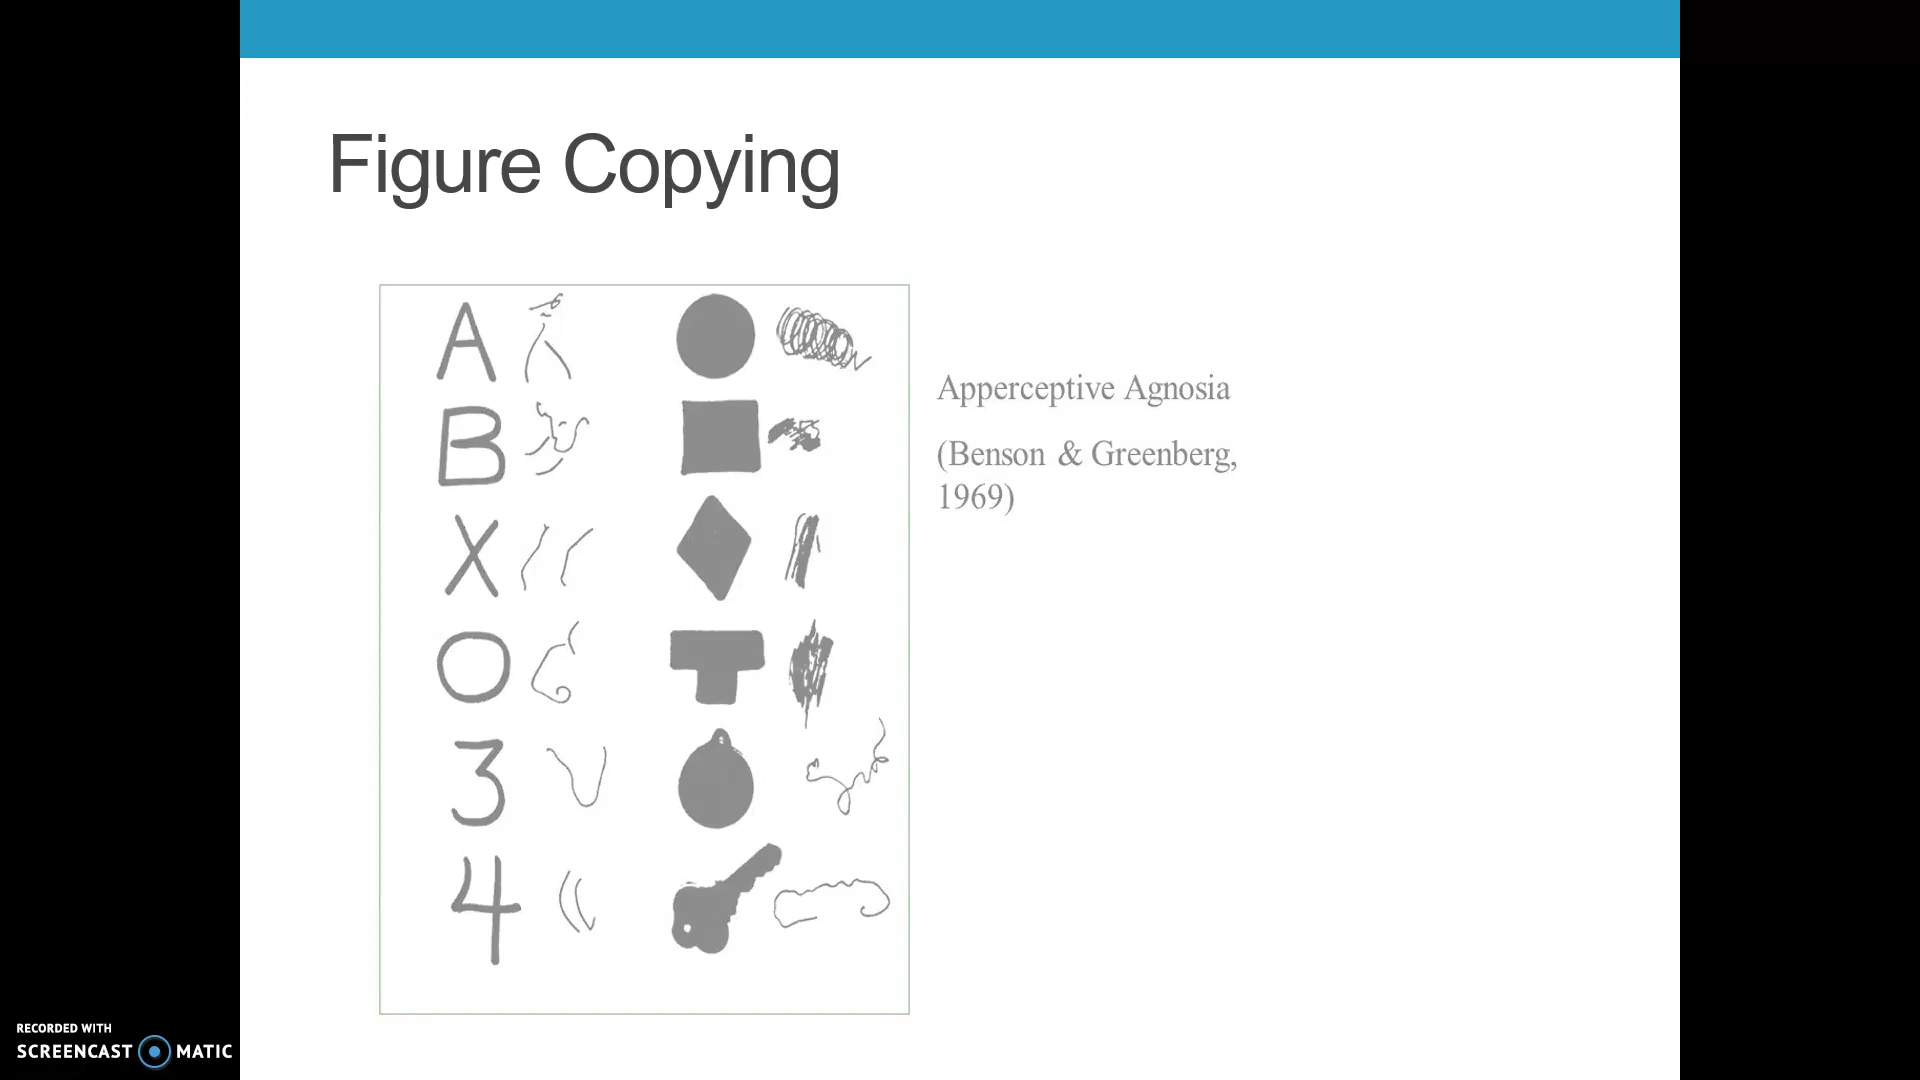 Figure Copying
A
B
X
O
3
4
Apperceptive Agnosia
(Benson & Greenberg,
1969)
RECORDED WITH
SCREENCAST MATIC